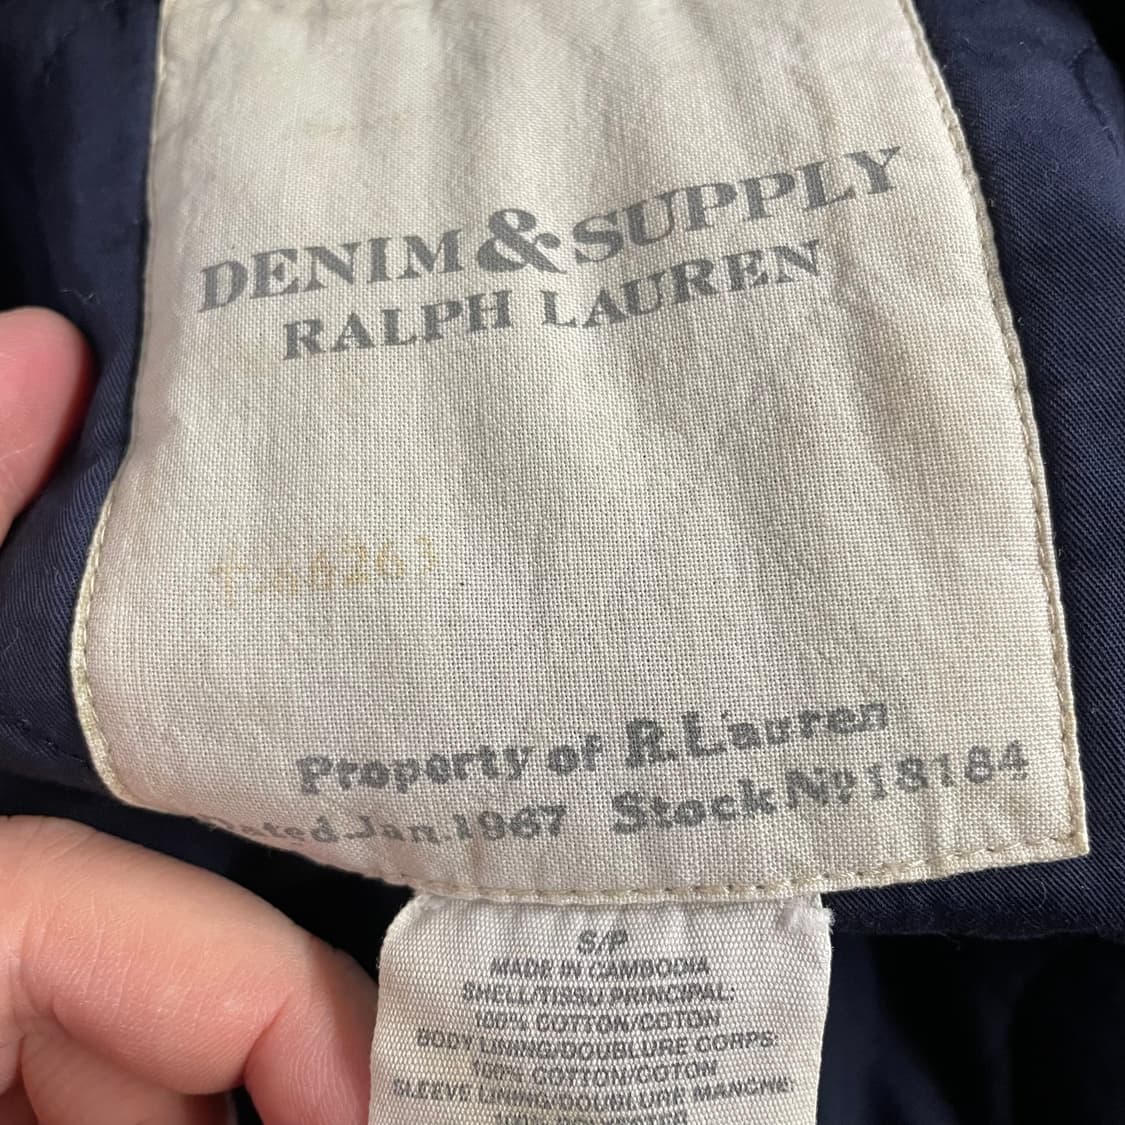 DENIM & SUPPLY
RALPH LAUREN
Property of R. Lauren
Dated Jan. 1967 Stock No 18184
S/P
MADE IN CAMBODIA
SHELL/TISSU PRINCIPAL:
100% COTTON/COTON
BODY LINING/DOUBLURE CORPS:
100% COTTON/COTON
SLEEVE LINING/DOUBLURE MANCHE: